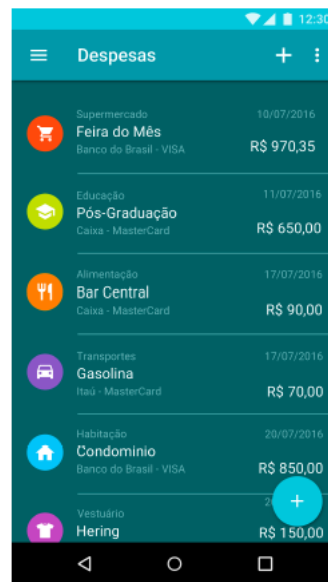 12:30
Despesas
Supermercado 10/07/2016
Feira do Mês
Banco do Brasil - VISA R$ 970,35
Educação 11/07/2016
Pós-Graduação
Caixa - MasterCard R$ 650,00
Alimentação 17/07/2016
Bar Central
Caixa - MasterCard R$ 90,00
Transportes 17/07/2016
Gasolina
Itaú - MasterCard R$ 70,00
Habitação 20/07/2016
Condominio
Banco do Brasil - VISA R$ 850,00
Vestuário
Hering R$ 150,00